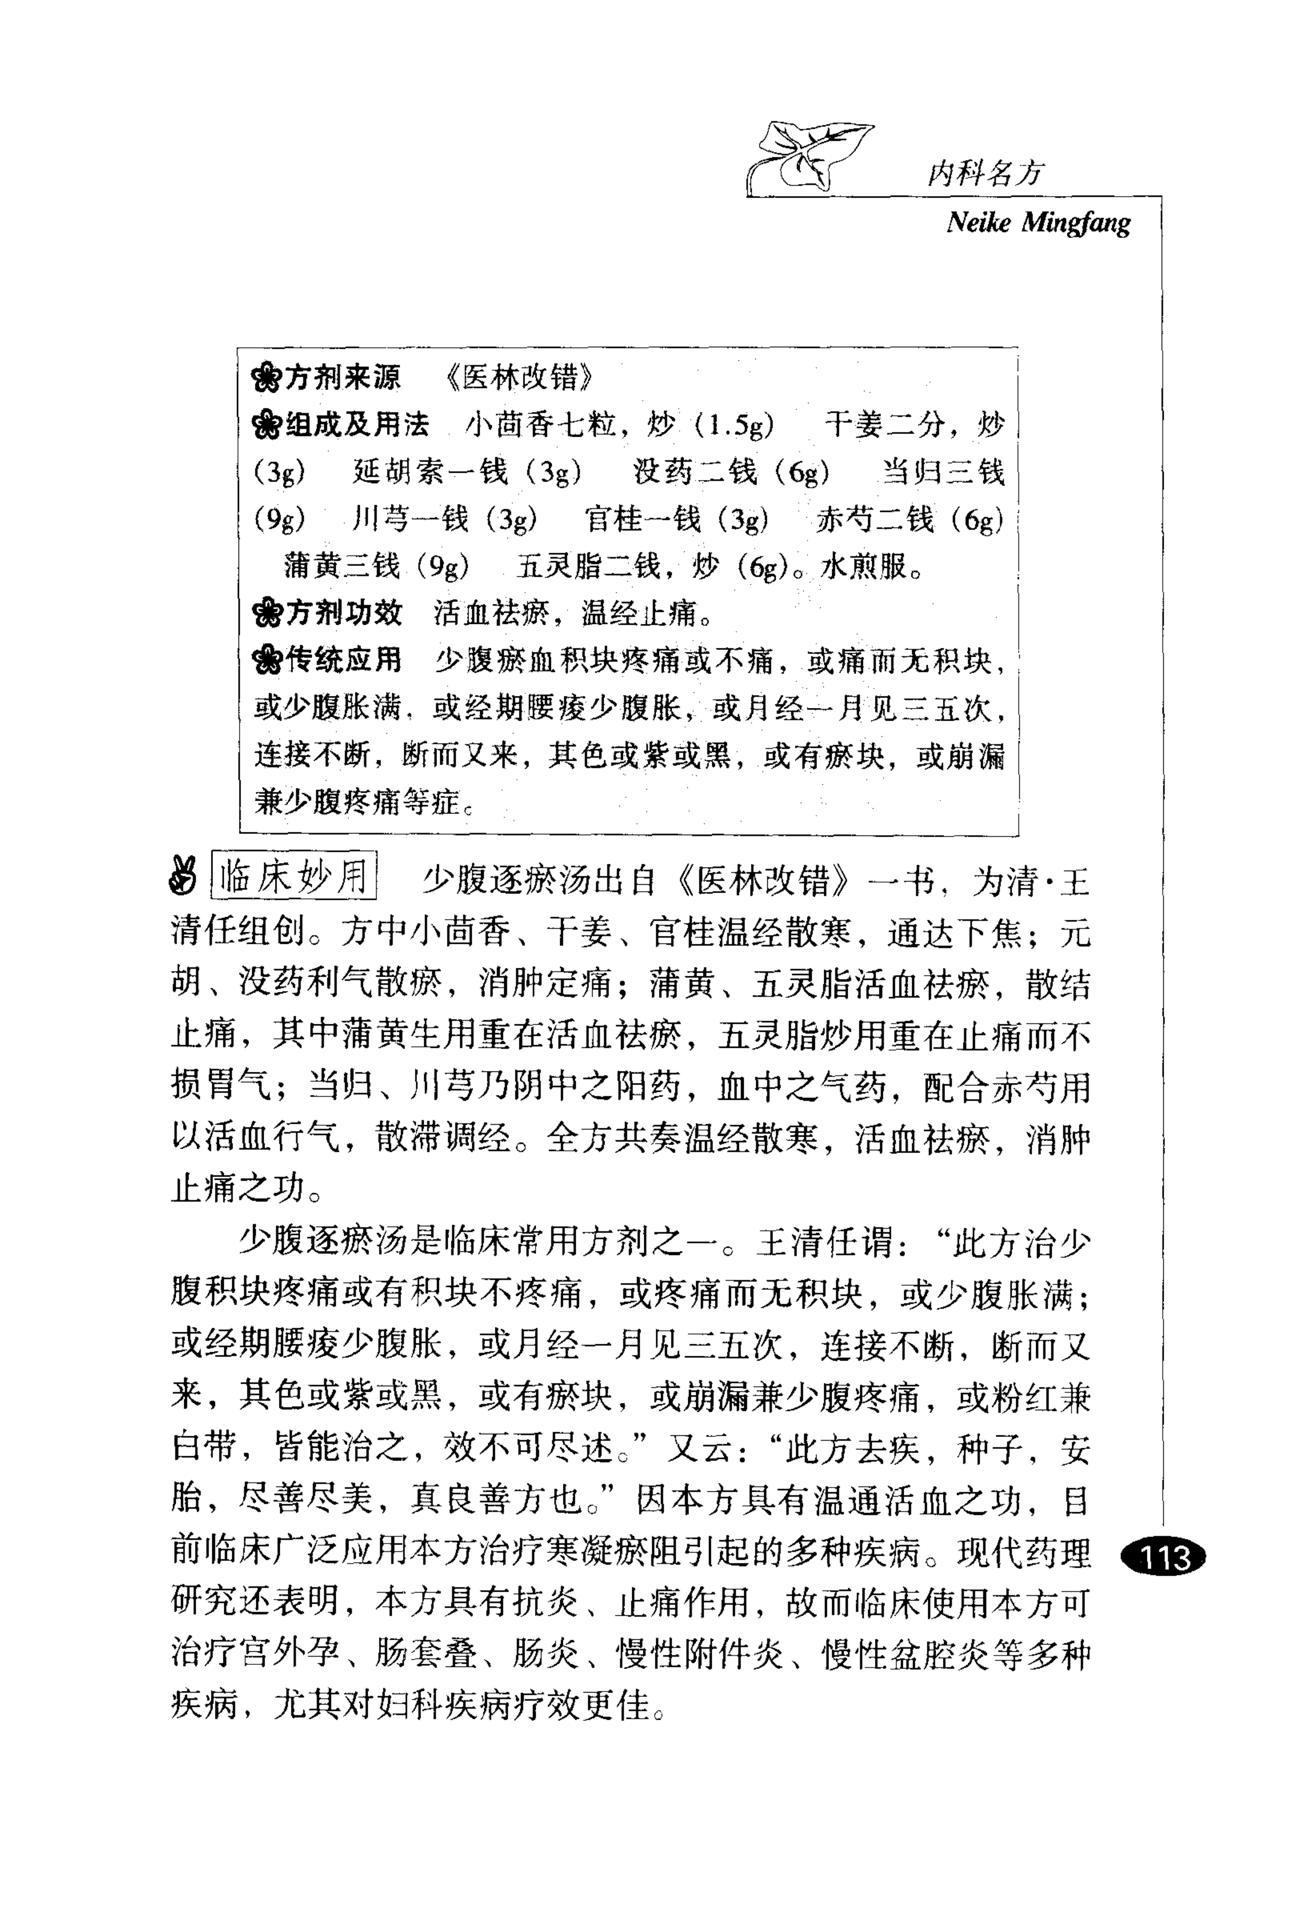 内科名方
Neike Mingfang
方剂来源 《医林改错》
组成及用法 小茴香七粒，炒（1.5g） 干姜二分，炒
（3g） 延胡索一钱（3g） 没药二钱（6g） 当归三钱
（9g） 川芎一钱（3g） 官桂一钱（3g） 赤芍二钱（6g）
蒲黄三钱（9g） 五灵脂二钱，炒（6g）。水煎服。
方剂功效 活血祛瘀，温经止痛。
传统应用 少腹瘀血积块疼痛或不痛，或痛而无积块，
或少腹胀满，或经期腰痠少腹胀，或月经一月见三五次，
连接不断，断而又来，其色或紫或黑，或有瘀块，或崩漏
兼少腹疼痛等症。
临床妙用 少腹逐瘀汤出自《医林改错》一书，为清·王
清任组创。方中小茴香、干姜、官桂温经散寒，通达下焦；元
胡、没药利气散瘀，消肿定痛；蒲黄、五灵脂活血祛瘀，散结
止痛，其中蒲黄生用重在活血祛瘀，五灵脂炒用重在止痛而不
损胃气；当归、川芎乃阴中之阳药，血中之气药，配合赤芍用
以活血行气，散滞调经。全方共奏温经散寒，活血祛瘀，消肿
止痛之功。
少腹逐瘀汤是临床常用方剂之一。王清任谓：“此方治少
腹积块疼痛或有积块不疼痛，或疼痛而无积块，或少腹胀满；
或经期腰痠少腹胀，或月经一月见三五次，连接不断，断而又
来，其色或紫或黑，或有瘀块，或崩漏兼少腹疼痛，或粉红兼
白带，皆能治之，效不可尽述。”又云：“此方去疾，种子，安
胎，尽善尽美，真良善方也。”因本方具有温通活血之功，目
前临床广泛应用本方治疗寒凝瘀阻引起的多种疾病。现代药理
研究还表明，本方具有抗炎、止痛作用，故而临床使用本方可
治疗宫外孕、肠套叠、肠炎、慢性附件炎、慢性盆腔炎等多种
疾病，尤其对妇科疾病疗效更佳。
113